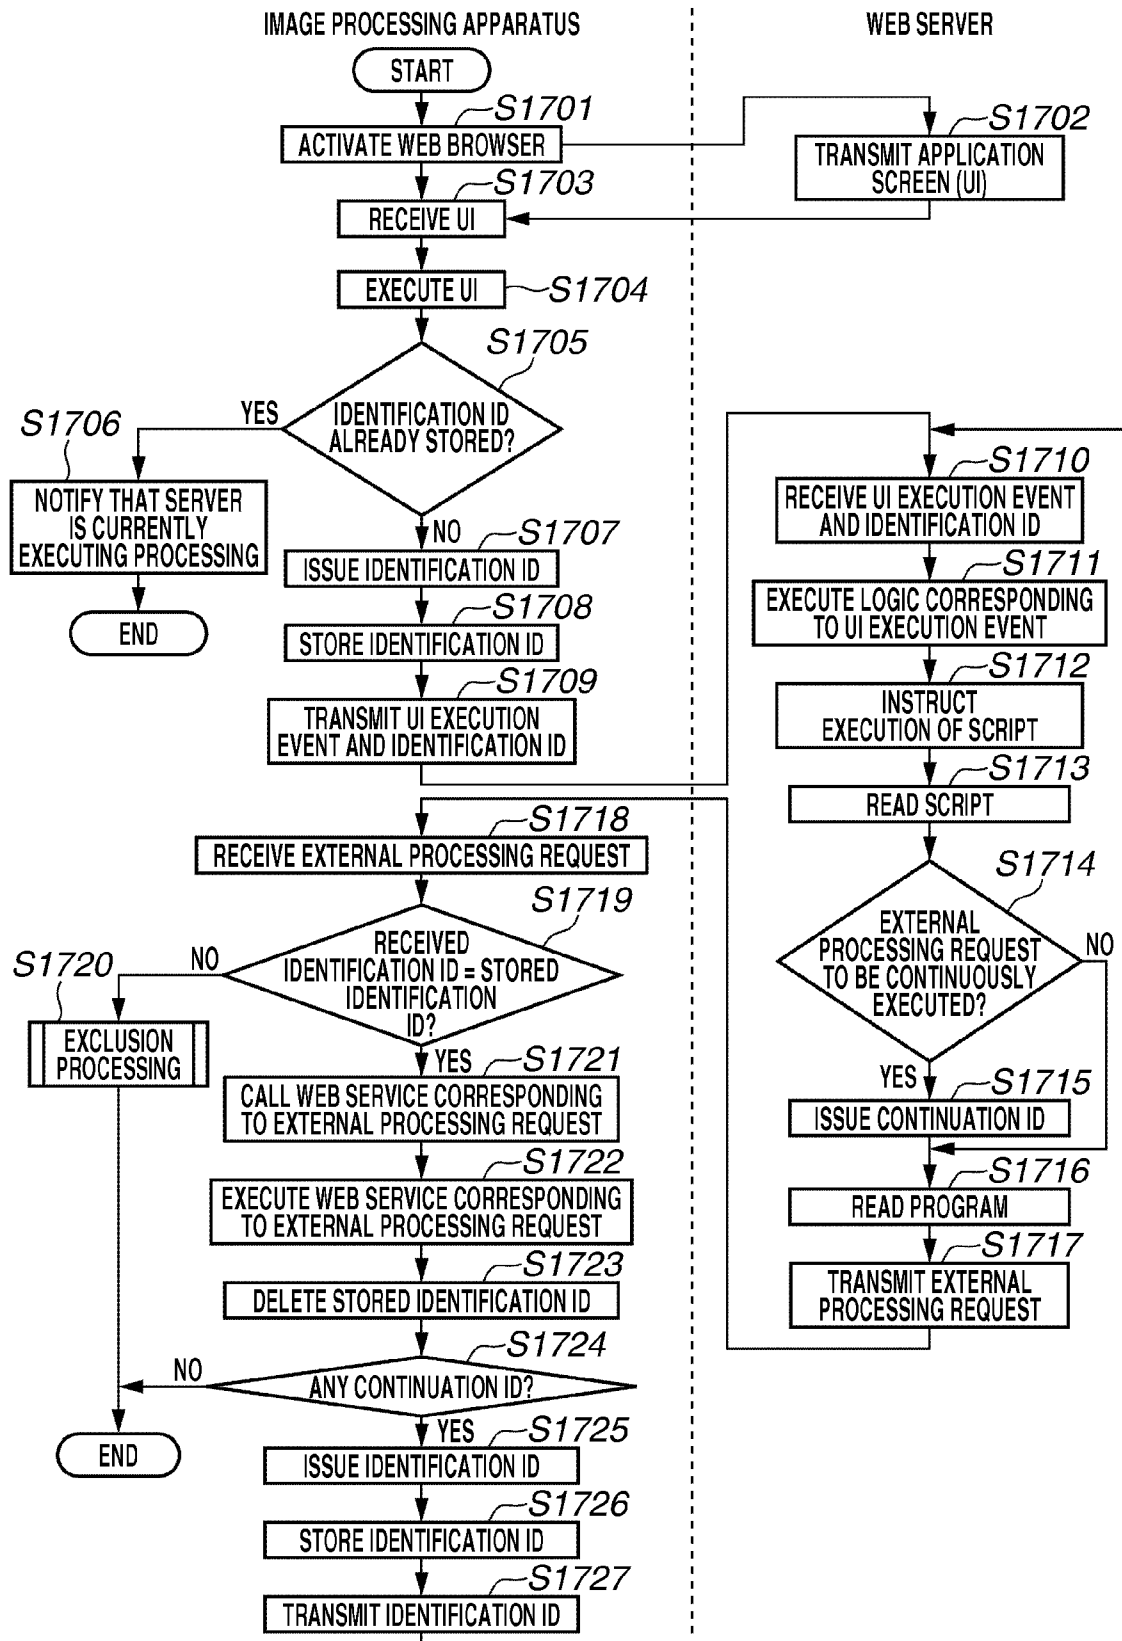 IMAGE PROCESSING APPARATUS
WEB SERVER
START
S1701
ACTIVATE WEB BROWSER
S1702
TRANSMIT APPLICATION
SCREEN (UI)
S1703
RECEIVE UI
EXECUTE UI
S1704
S1705
IDENTIFICATION ID
ALREADY STORED?
YES
S1706
NOTIFY THAT SERVER
IS CURRENTLY
EXECUTING PROCESSING
END
NO
S1707
ISSUE IDENTIFICATION ID
S1708
STORE IDENTIFICATION ID
S1709
TRANSMIT UI EXECUTION
EVENT AND IDENTIFICATION ID
S1710
RECEIVE UI EXECUTION EVENT
AND IDENTIFICATION ID
S1711
EXECUTE LOGIC CORRESPONDING
TO UI EXECUTION EVENT
S1712
INSTRUCT
EXECUTION OF SCRIPT
S1713
READ SCRIPT
S1714
EXTERNAL
PROCESSING REQUEST
TO BE CONTINUOUSLY
EXECUTED?
NO
YES
S1715
ISSUE CONTINUATION ID
S1716
READ PROGRAM
S1717
TRANSMIT EXTERNAL
PROCESSING REQUEST
S1718
RECEIVE EXTERNAL PROCESSING REQUEST
S1719
RECEIVED
IDENTIFICATION ID = STORED
IDENTIFICATION
ID?
NO
S1720
EXCLUSION
PROCESSING
YES
S1721
CALL WEB SERVICE CORRESPONDING
TO EXTERNAL PROCESSING REQUEST
S1722
EXECUTE WEB SERVICE CORRESPONDING
TO EXTERNAL PROCESSING REQUEST
S1723
DELETE STORED IDENTIFICATION ID
S1724
ANY CONTINUATION ID?
NO
END
YES
S1725
ISSUE IDENTIFICATION ID
S1726
STORE IDENTIFICATION ID
S1727
TRANSMIT IDENTIFICATION ID